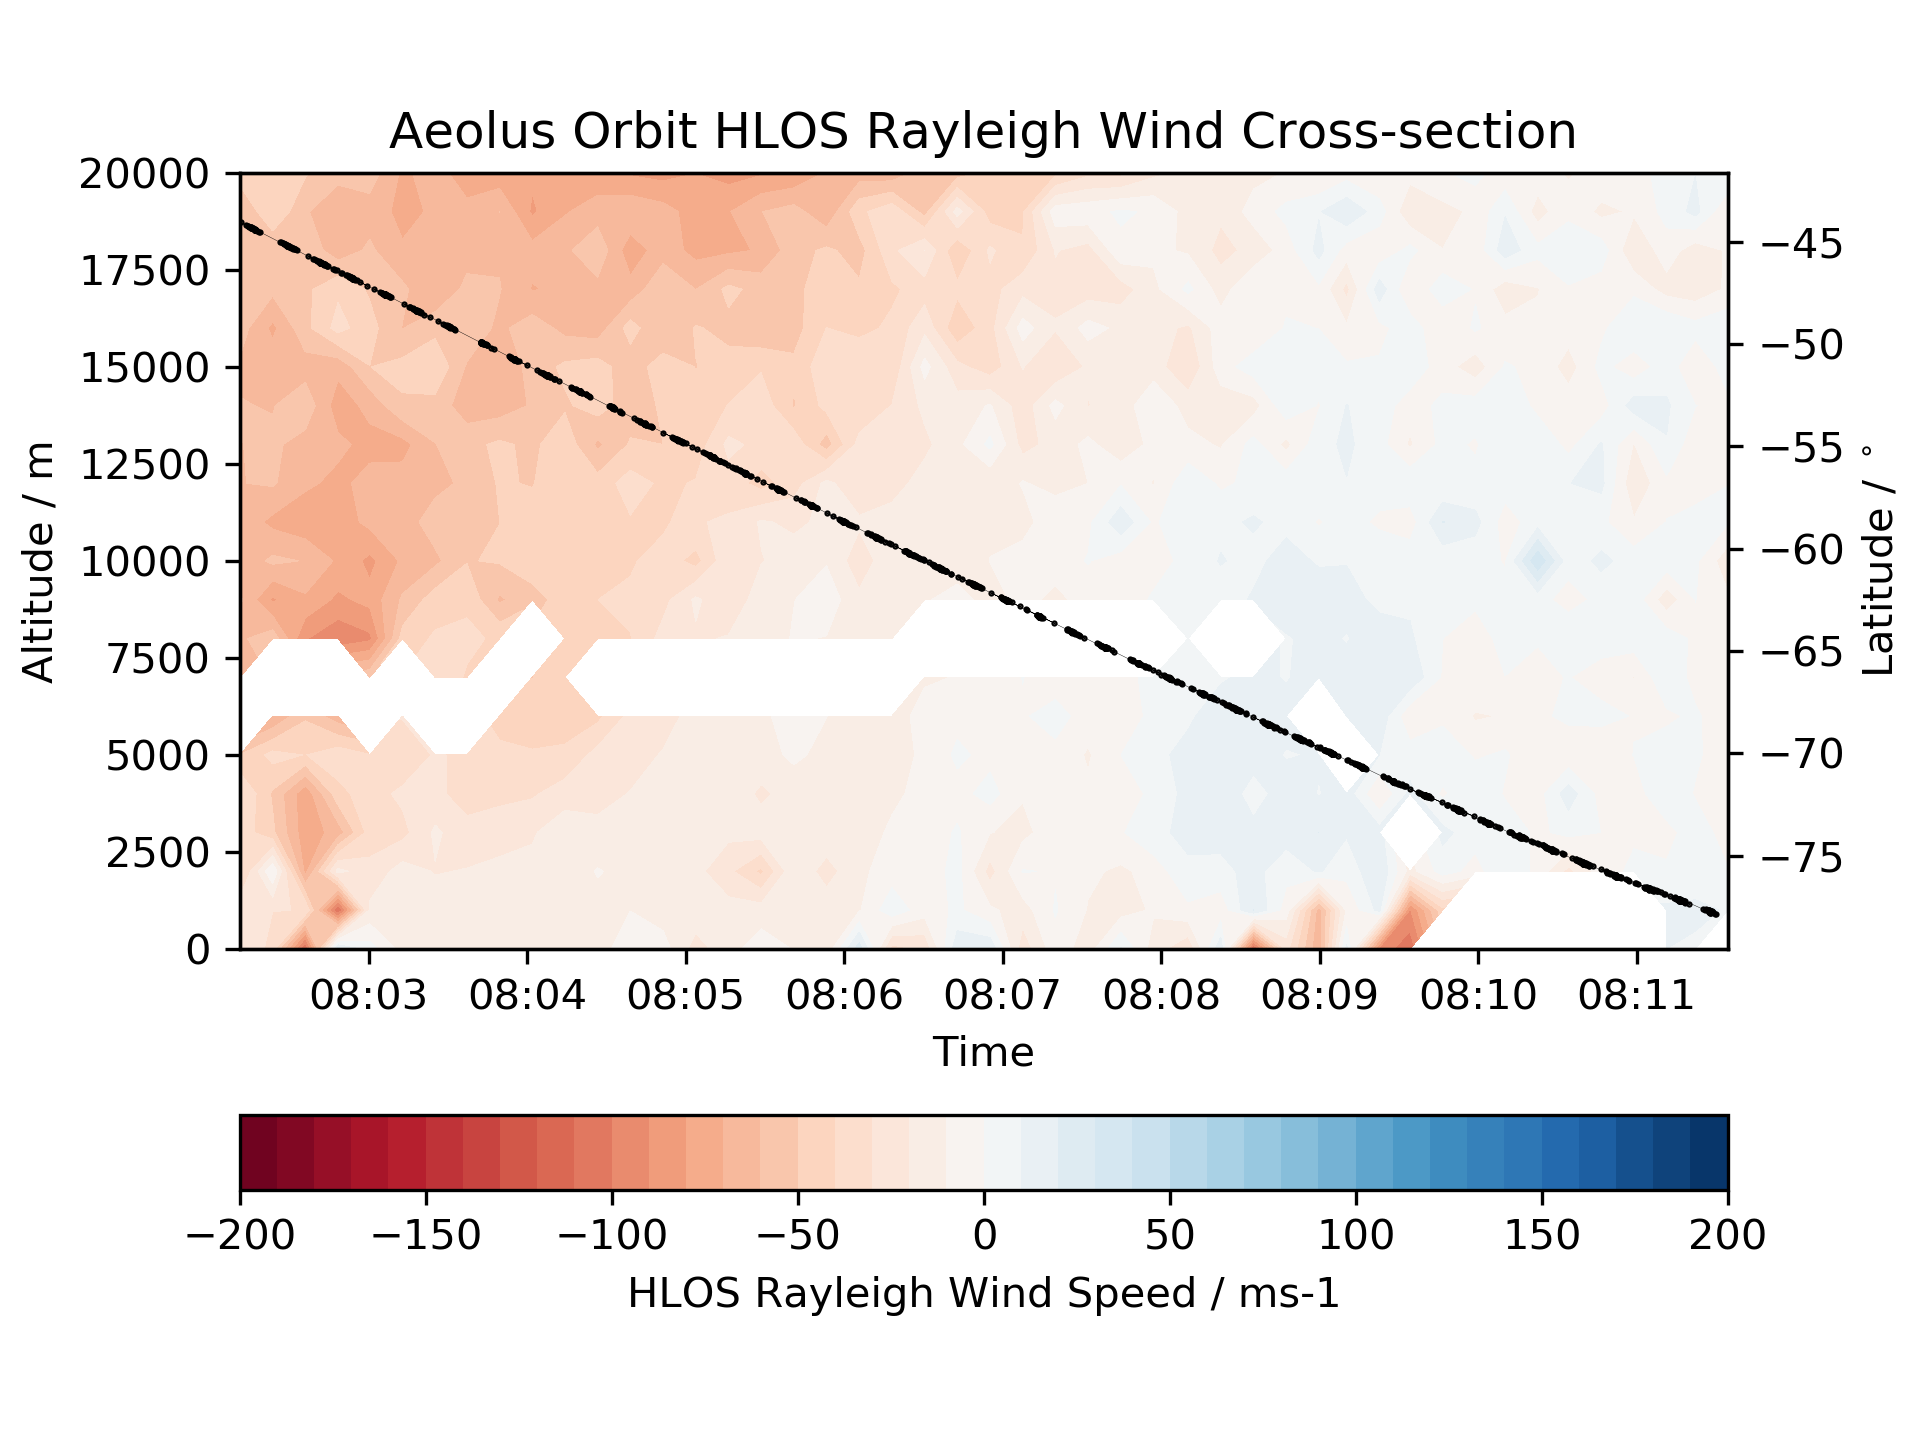 Aeolus Orbit HLOS Rayleigh Wind Cross-section
20000
17500
15000
12500
10000
7500
5000
2500
0
Altitude / m
−45
−50
−55
−60
−65
−70
−75
Latitude / °
08:03 08:04 08:05 08:06 08:07 08:08 08:09 08:10 08:11
Time
−200 −150 −100 −50 0 50 100 150 200
HLOS Rayleigh Wind Speed / ms-1